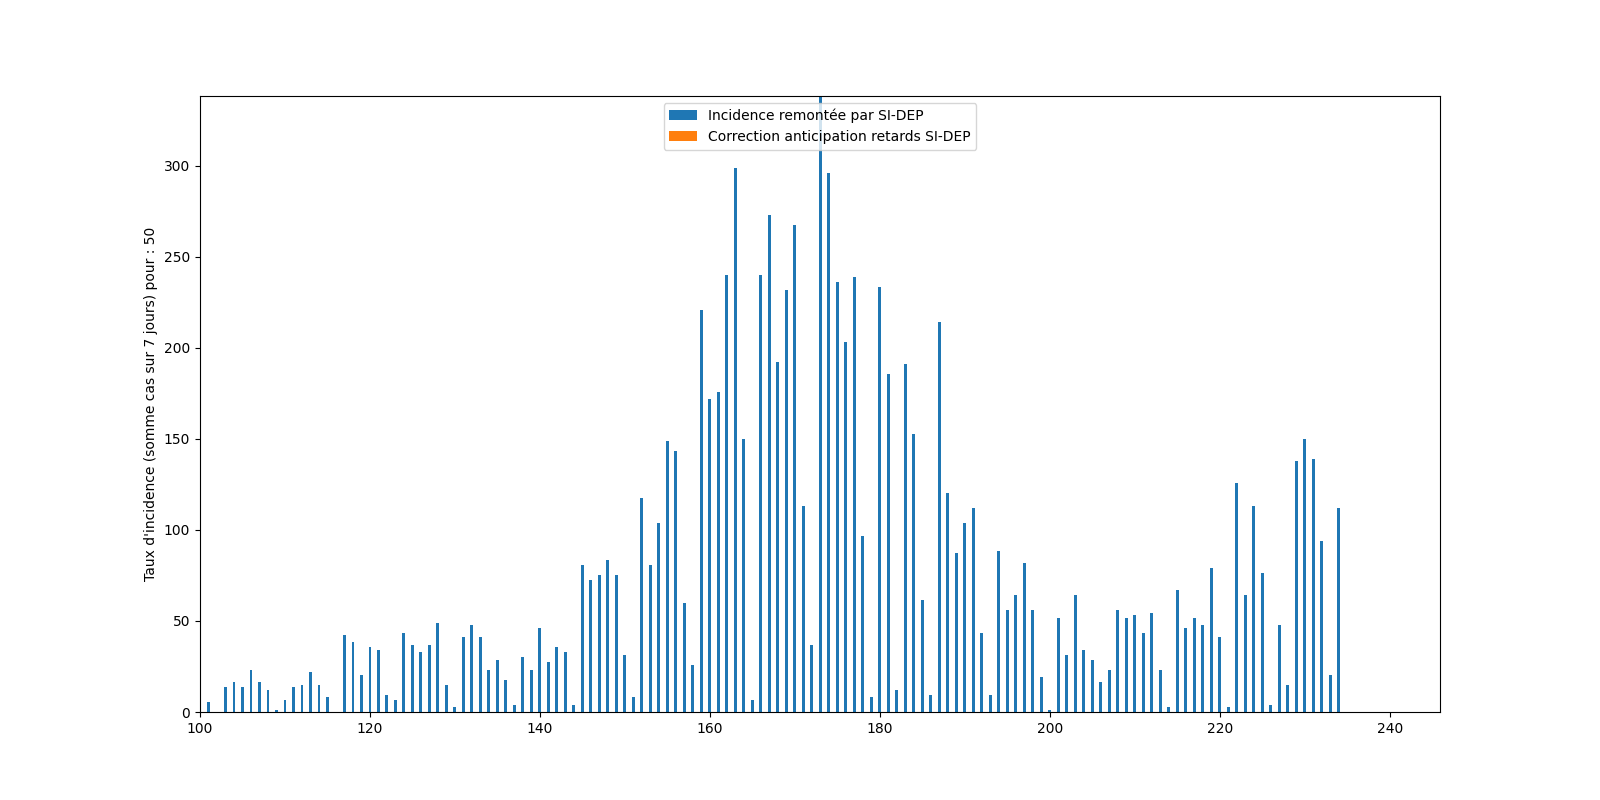 Incidence remontée par SI-DEP
Correction anticipation retards SI-DEP
Taux d'incidence (somme cas sur 7 jours) pour : 50
300
250
200
150
100
50
0
100 120 140 160 180 200 220 240